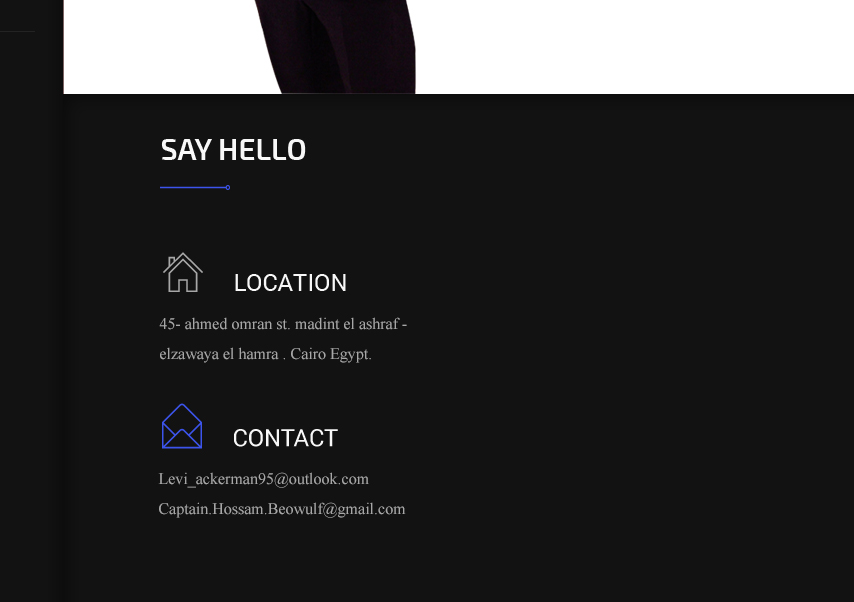 SAY HELLO
LOCATION
45- ahmed omran st. madint el ashraf -
elzawaya el hamra . Cairo Egypt.
CONTACT
Levi_ackerman95@outlook.com
Captain.Hossam.Beowulf@gmail.com